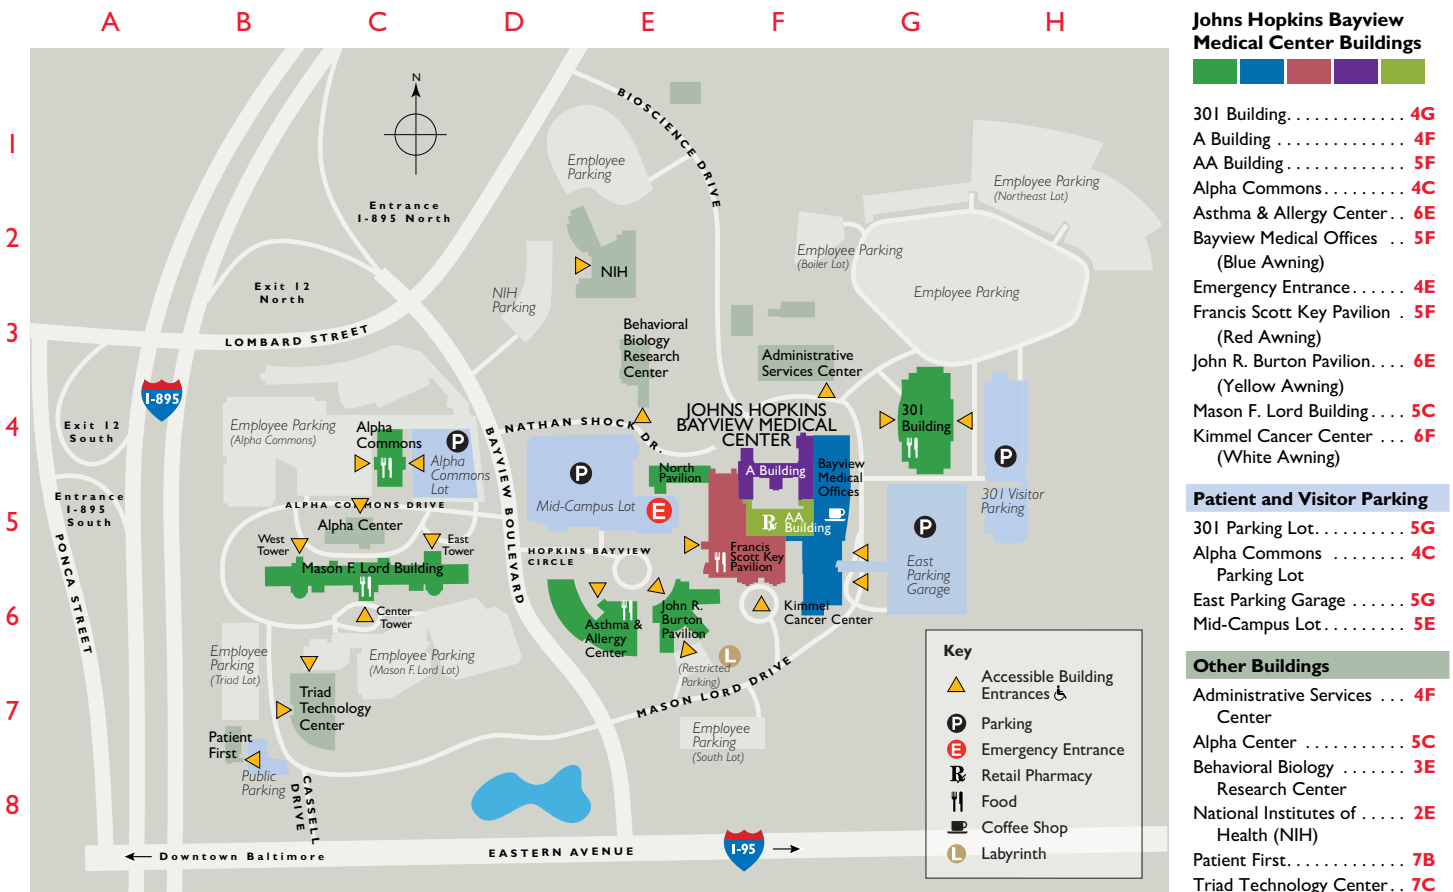 A B C D E F G H
1
2
3
4
5
6
7
8
N
BIOSCIENCE DRIVE
Employee
Parking
Entrance
I-895 North
Employee Parking
(Northeast Lot)
Employee Parking
(Boiler Lot)
Employee Parking
NIH
NIH
Parking
Exit 12
North
LOMBARD STREET
Behavioral
Biology
Research
Center
Administrative
Services Center
I-895
Exit 12
South
Entrance
I-895
South
PONCA STREET
Employee Parking
(Alpha Commons)
Alpha
Commons
P
Alpha
Commons
Lot
ALPHA COMMONS DRIVE
Alpha Center
West
Tower
East
Tower
Mason F. Lord Building
Center
Tower
BAYVIEW BOULEVARD
NATHAN SHOCK DR.
JOHNS HOPKINS
BAYVIEW MEDICAL
CENTER
P
Mid-Campus Lot
North
Pavilion
E
A Building
Bayview
Medical
Offices
AA
Building
Francis
Scott Key
Pavilion
301
Building
P
301 Visitor
Parking
P
East
Parking
Garage
HOPKINS BAYVIEW
CIRCLE
Asthma &
Allergy
Center
John R.
Burton
Pavilion
Kimmel
Cancer Center
(Restricted
Parking)
L
MASON LORD DRIVE
Employee
Parking
(South Lot)
Employee
Parking
(Triad Lot)
Employee Parking
(Mason F. Lord Lot)
Triad
Technology
Center
Patient
First
Public
Parking
CASSELL
DRIVE
Downtown Baltimore
EASTERN AVENUE
I-95
Key
Accessible Building
Entrances
P Parking
E Emergency Entrance
Retail Pharmacy
Food
Coffee Shop
L Labyrinth
Johns Hopkins Bayview
Medical Center Buildings
301 Building. . . . . . . . . . . . . 4G
A Building . . . . . . . . . . . . . . 4F
AA Building . . . . . . . . . . . . . 5F
Alpha Commons. . . . . . . . . 4C
Asthma & Allergy Center. . 6E
Bayview Medical Offices . . 5F
(Blue Awning)
Emergency Entrance. . . . . . 4E
Francis Scott Key Pavilion . 5F
(Red Awning)
John R. Burton Pavilion. . . . 6E
(Yellow Awning)
Mason F. Lord Building. . . . 5C
Kimmel Cancer Center . . . 6F
(White Awning)
Patient and Visitor Parking
301 Parking Lot. . . . . . . . . . 5G
Alpha Commons . . . . . . . . 4C
Parking Lot
East Parking Garage . . . . . . 5G
Mid-Campus Lot. . . . . . . . . 5E
Other Buildings
Administrative Services . . . 4F
Center
Alpha Center . . . . . . . . . . . 5C
Behavioral Biology . . . . . . . 3E
Research Center
National Institutes of . . . . . 2E
Health (NIH)
Patient First. . . . . . . . . . . . . 7B
Triad Technology Center. . 7C